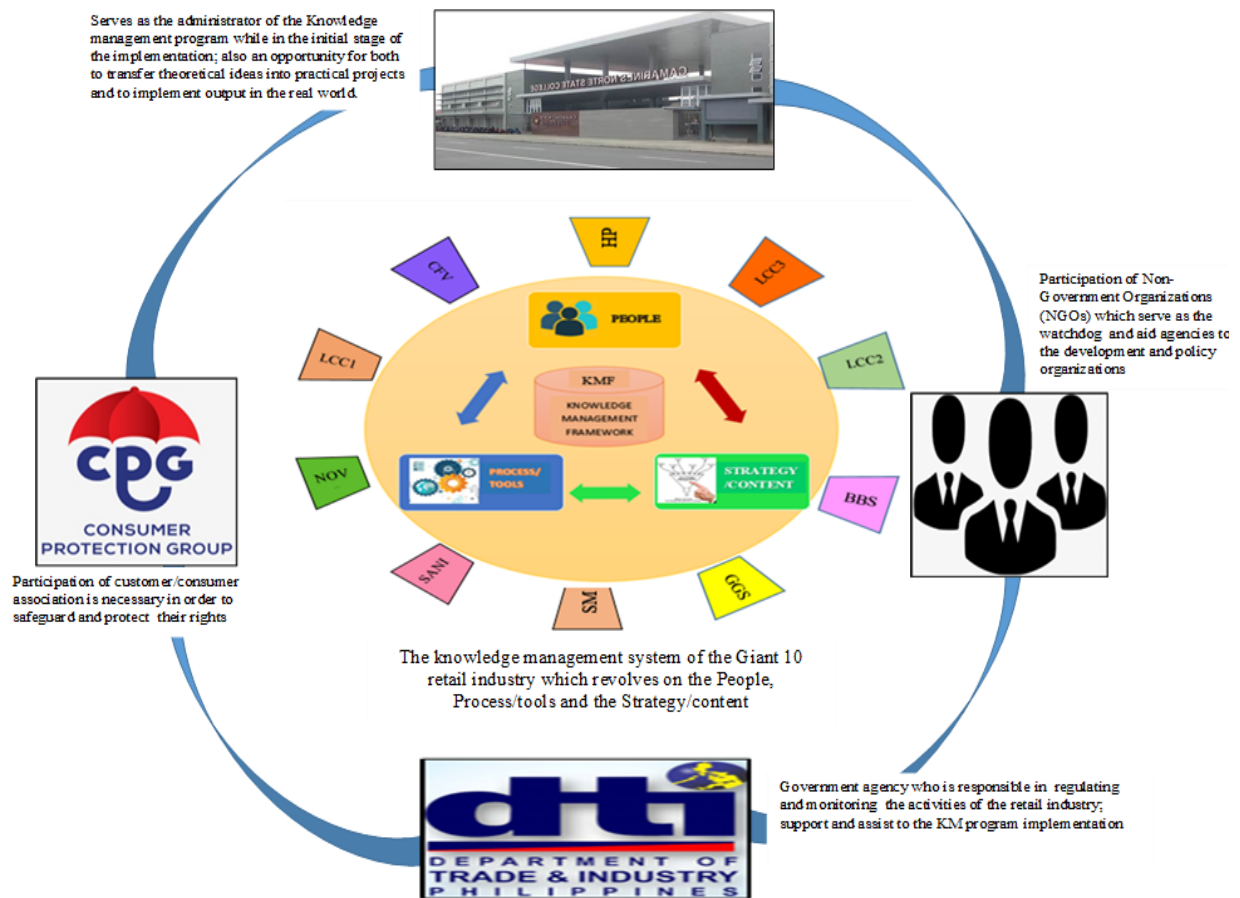 Serves as the administrator of the Knowledge
management program while in the initial stage of
the implementation; also an opportunity for both
to transfer theoretical ideas into practical projects
and to implement output in the real world.
CAMARINES NORTE STATE COLLEGE
HP
CFV
LCC3
LCC1
LCC2
NOV
BBS
SANI
SM
GGS
PEOPLE
KMF
KNOWLEDGE
MANAGEMENT
FRAMEWORK
PROCESS/
TOOLS
STRATEGY
/CONTENT
Participation of Non-
Government Organizations
(NGOs) which serve as the
watchdog and aid agencies to
the development and policy
organizations
CPG
CONSUMER
PROTECTION GROUP
Participation of customer/consumer
association is necessary in order to
safeguard and protect their rights
The knowledge management system of the Giant 10
retail industry which revolves on the People,
Process/tools and the Strategy/content
dti
DEPARTMENT OF
TRADE & INDUSTRY
PHILIPPINES
Government agency who is responsible in regulating
and monitoring the activities of the retail industry;
support and assist to the KM program implementation